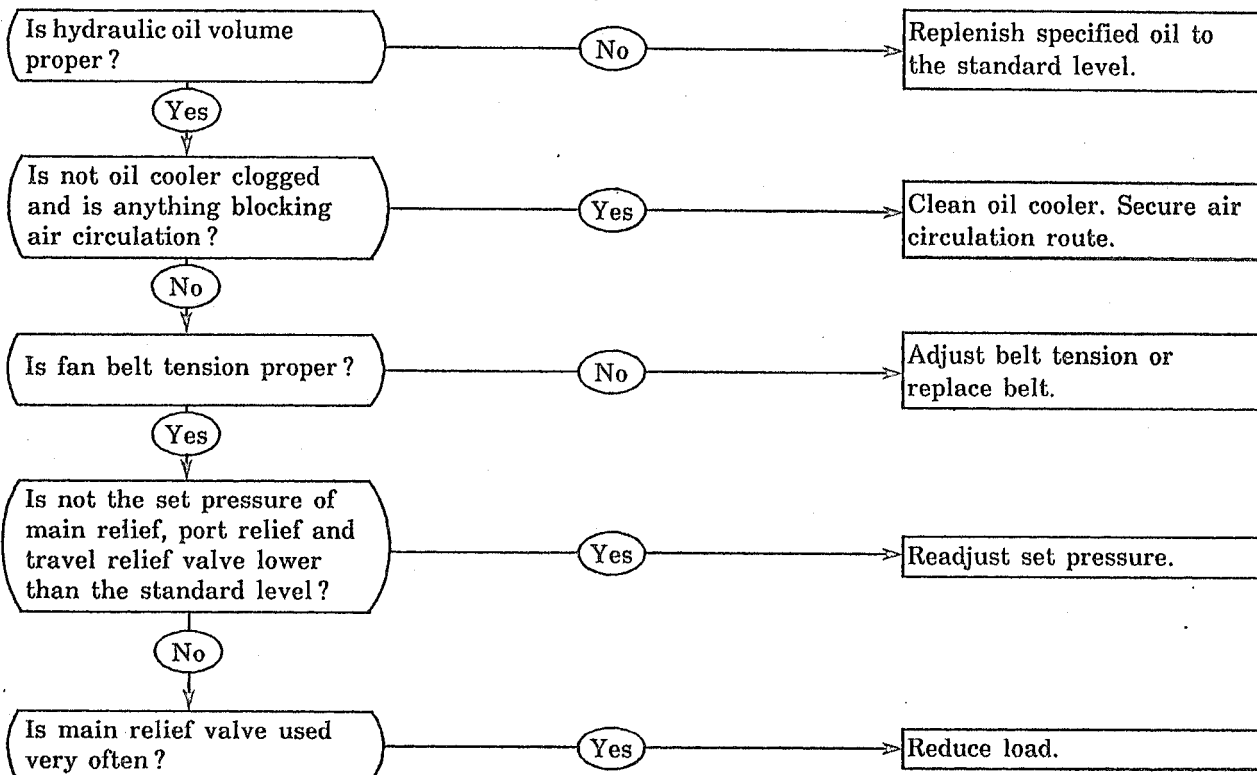 Is hydraulic oil volume
proper?
No
Replenish specified oil to
the standard level.
Yes
Is not oil cooler clogged
and is anything blocking
air circulation?
Yes
Clean oil cooler. Secure air
circulation route.
No
Is fan belt tension proper?
No
Adjust belt tension or
replace belt.
Yes
Is not the set pressure of
main relief, port relief and
travel relief valve lower
than the standard level?
Yes
Readjust set pressure.
No
Is main relief valve used
very often?
Yes
Reduce load.